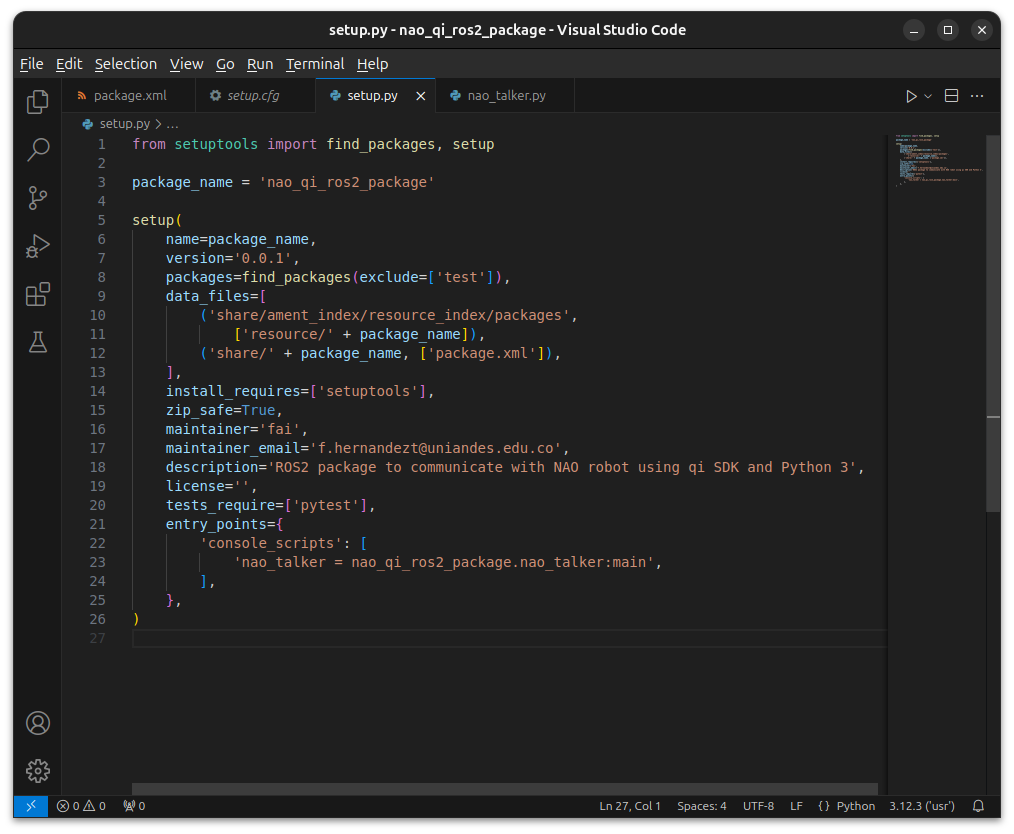 setup.py - nao_qi_ros2_package - Visual Studio Code
File Edit Selection View Go Run Terminal Help
package.xml setup.cfg setup.py nao_talker.py
setup.py > ...
1 from setuptools import find_packages, setup
2
3 package_name = 'nao_qi_ros2_package'
4
5 setup(
6     name=package_name,
7     version='0.0.1',
8     packages=find_packages(exclude=['test']),
9     data_files=[
10         ('share/ament_index/resource_index/packages',
11             ['resource/' + package_name]),
12         ('share/' + package_name, ['package.xml']),
13     ],
14     install_requires=['setuptools'],
15     zip_safe=True,
16     maintainer='fai',
17     maintainer_email='f.hernandezt@uniandes.edu.co',
18     description='ROS2 package to communicate with NAO robot using qi SDK and Python 3',
19     license='',
20     tests_require=['pytest'],
21     entry_points={
22         'console_scripts': [
23             'nao_talker = nao_qi_ros2_package.nao_talker:main',
24         ],
25     },
26 )
27
0 0 0 Ln 27, Col 1 Spaces: 4 UTF-8 LF {} Python 3.12.3 ('usr')